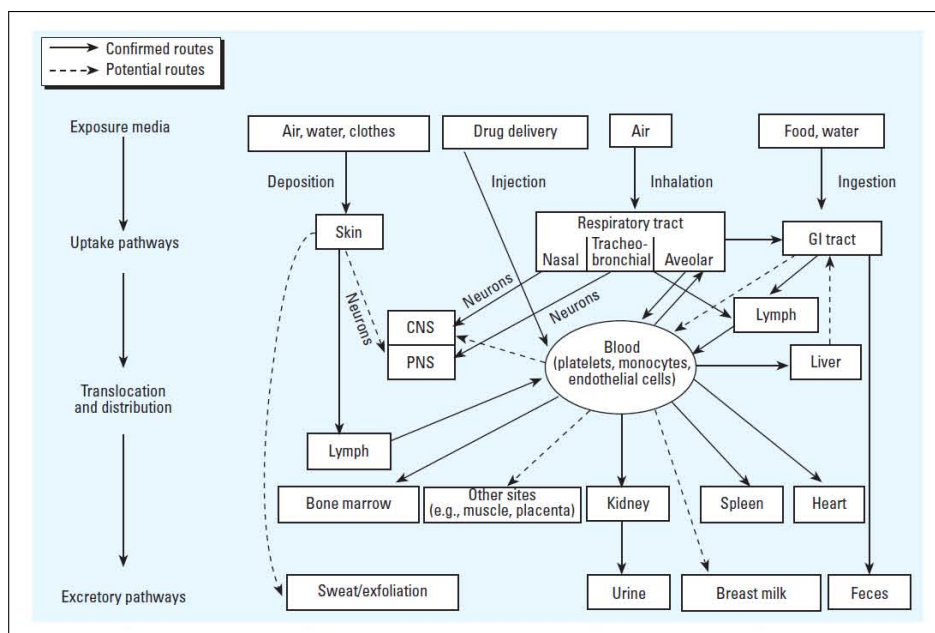 Confirmed routes
Potential routes
Exposure media
Air, water, clothes
Drug delivery
Air
Food, water
Deposition
Injection
Inhalation
Ingestion
Uptake pathways
Skin
Respiratory tract
Nasal
Tracheo-
bronchial
Aveolar
GI tract
Neurons
Neurons
Neurons
CNS
PNS
Lymph
Blood
(platelets, monocytes,
endothelial cells)
Liver
Translocation
and distribution
Lymph
Bone marrow
Other sites
(e.g., muscle, placenta)
Kidney
Spleen
Heart
Excretory pathways
Sweat/exfoliation
Urine
Breast milk
Feces